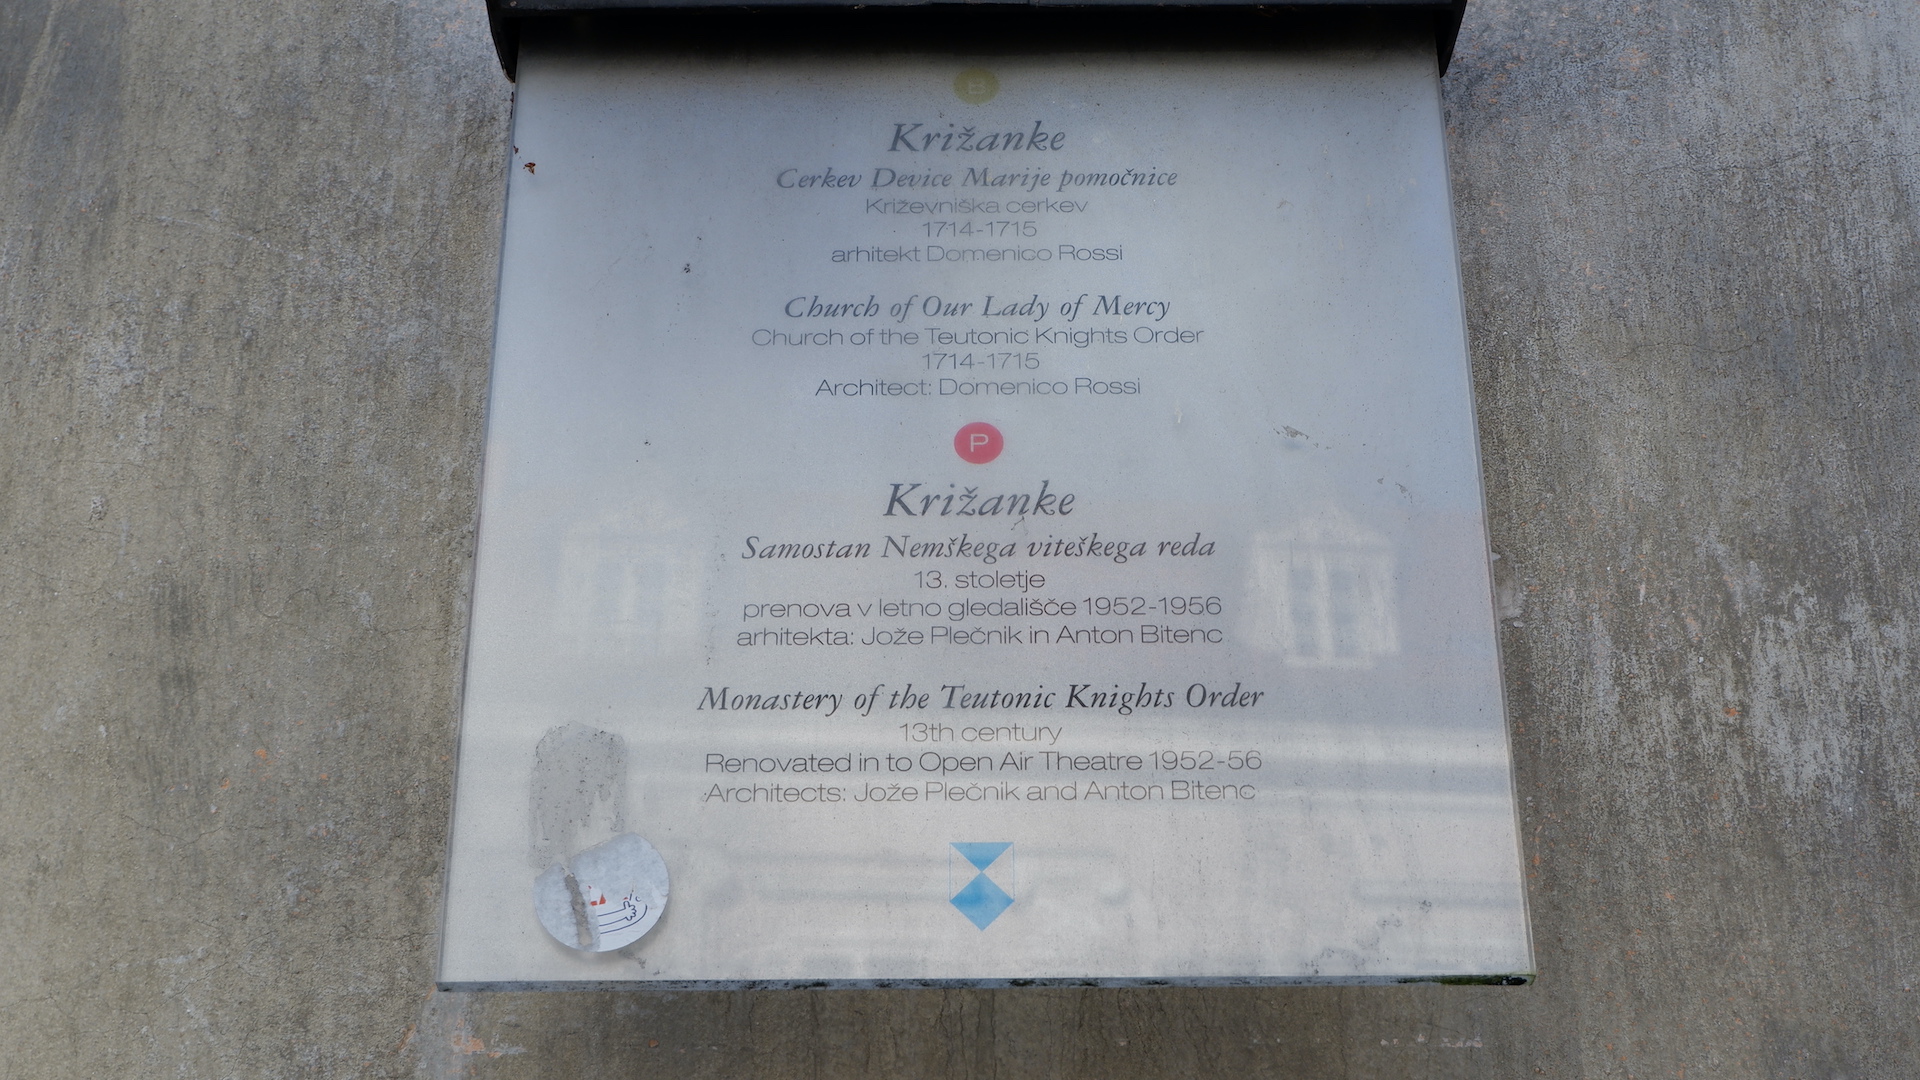 B
Križanke
Cerkev Device Marije pomočnice
Križevniška cerkev
1714-1715
arhitekt Domenico Rossi
Church of Our Lady of Mercy
Church of the Teutonic Knights Order
1714-1715
Architect: Domenico Rossi
P
Križanke
Samostan Nemškega viteškega reda
13. stoletje
prenova v letno gledališče 1952-1956
arhitekta: Jože Plečnik in Anton Bitenc
Monastery of the Teutonic Knights Order
13th century
Renovated in to Open Air Theatre 1952-56
Architects: Jože Plečnik and Anton Bitenc